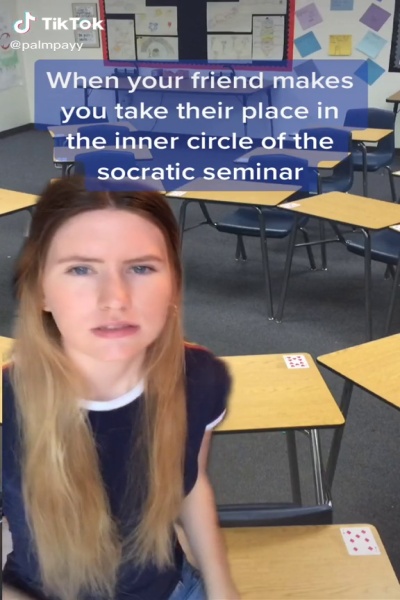 TikTok
@palmpayy
When your friend makes
you take their place in
the inner circle of the
socratic seminar